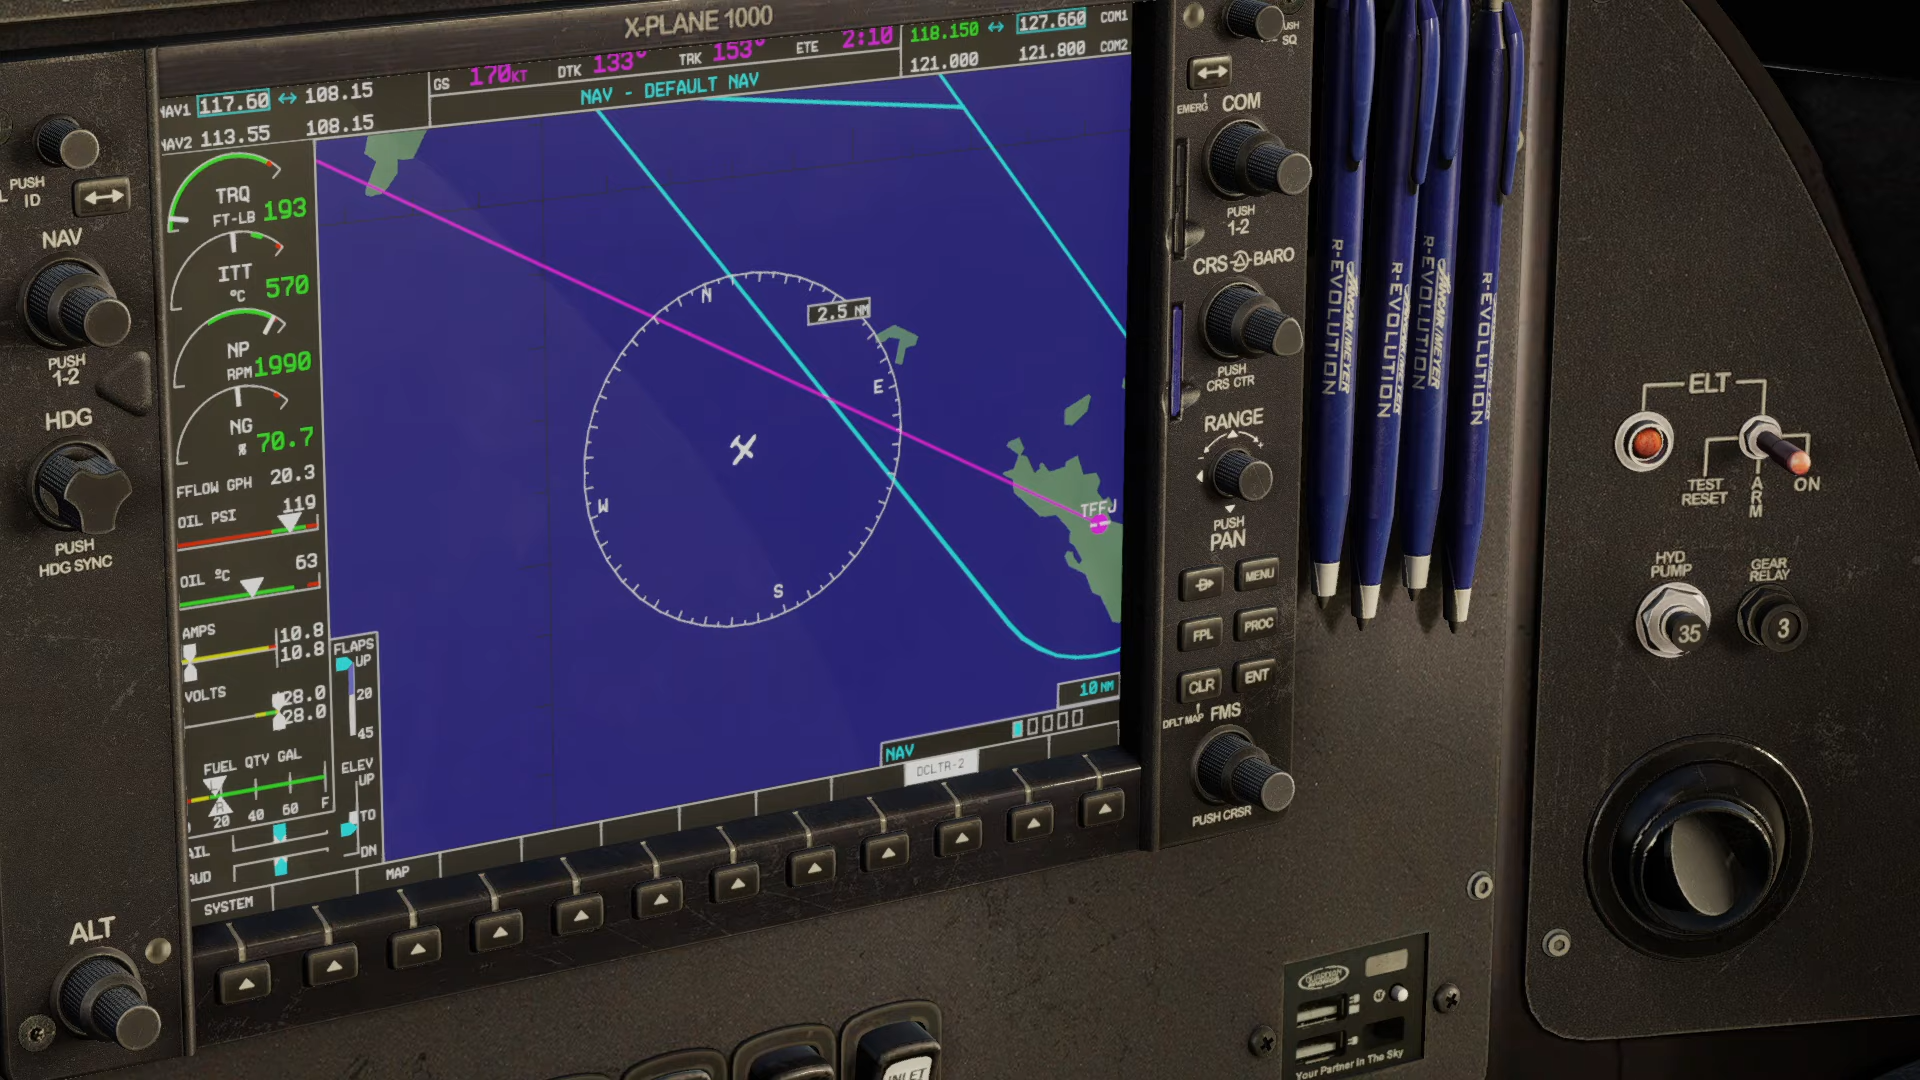 X-PLANE 1000
NAV1 117.60 ↔ 108.15
NAV2 113.55 108.15
GS 170KT DTK 133° TRK 153° ETE 2:10
NAV - DEFAULT NAV
118.150 ↔ 127.660 COM1
121.000 121.800 COM2
TRQ
FT-LB 193
ITT
°C 570
NP
RPM 1990
NG
% 70.7
FFLOW GPH 20.3
OIL PSI 119
OIL ºC 63
AMPS 10.8
10.8
VOLTS 28.0
28.0
FUEL QTY GAL
L
R
20 40 60 F
AIL
RUD
FLAPS
UP
20
45
ELEV
UP
TO
DN
SYSTEM
MAP
N
E
S
W
2.5 NM
TFFJ
10 NM
NAV
DCLTR-2
PUSH
ID
NAV
PUSH
1-2
HDG
PUSH
HDG SYNC
ALT
PUSH
SQ
EMERG
COM
PUSH
1-2
CRS BARO
PUSH
CRS CTR
RANGE
- +
PUSH
PAN
D
MENU
FPL
PROC
CLR
ENT
DFLT MAP
FMS
PUSH CRSR
R-EVOLUTION
R-EVOLUTION
R-EVOLUTION
R-EVOLUTION
ELT
TEST
RESET
ARM
ON
HYD
PUMP
35
GEAR
RELAY
3
INLET
GUARDIAN
Your Partner In The Sky